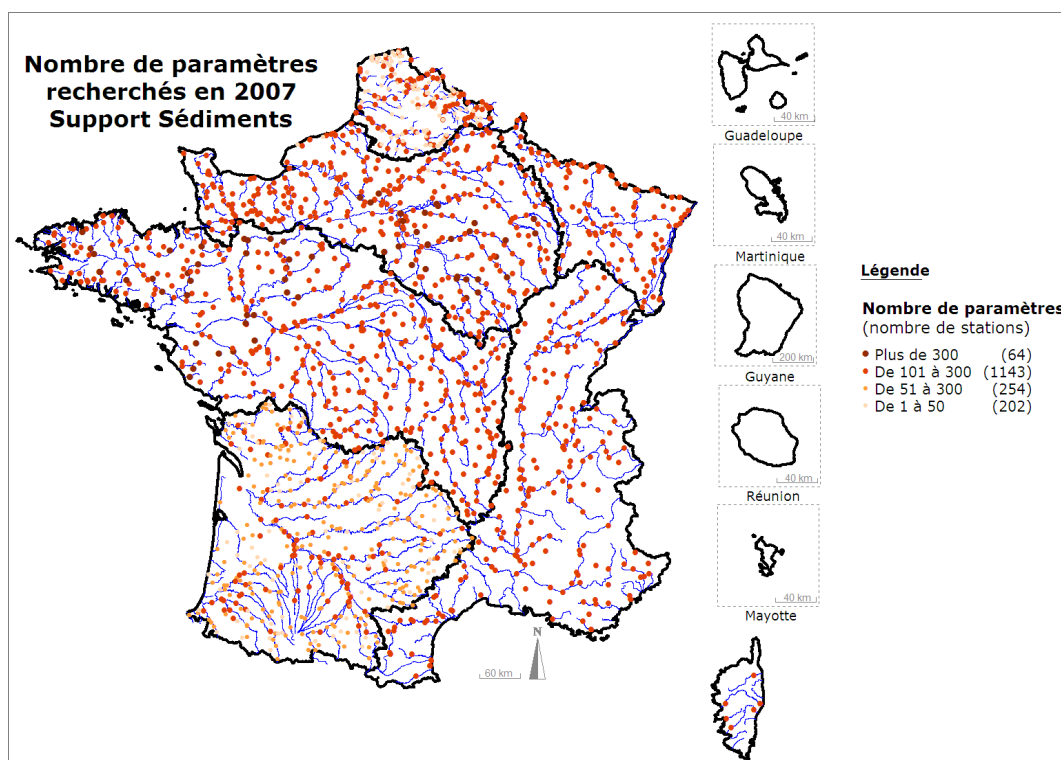 Nombre de paramètres
recherchés en 2007
Support Sédiments
40 km
Guadeloupe
40 km
Martinique
200 km
Guyane
40 km
Réunion
40 km
Mayotte
N
60 km
Légende
Nombre de paramètres
(nombre de stations)
Plus de 300 (64)
De 101 à 300 (1143)
De 51 à 300 (254)
De 1 à 50 (202)